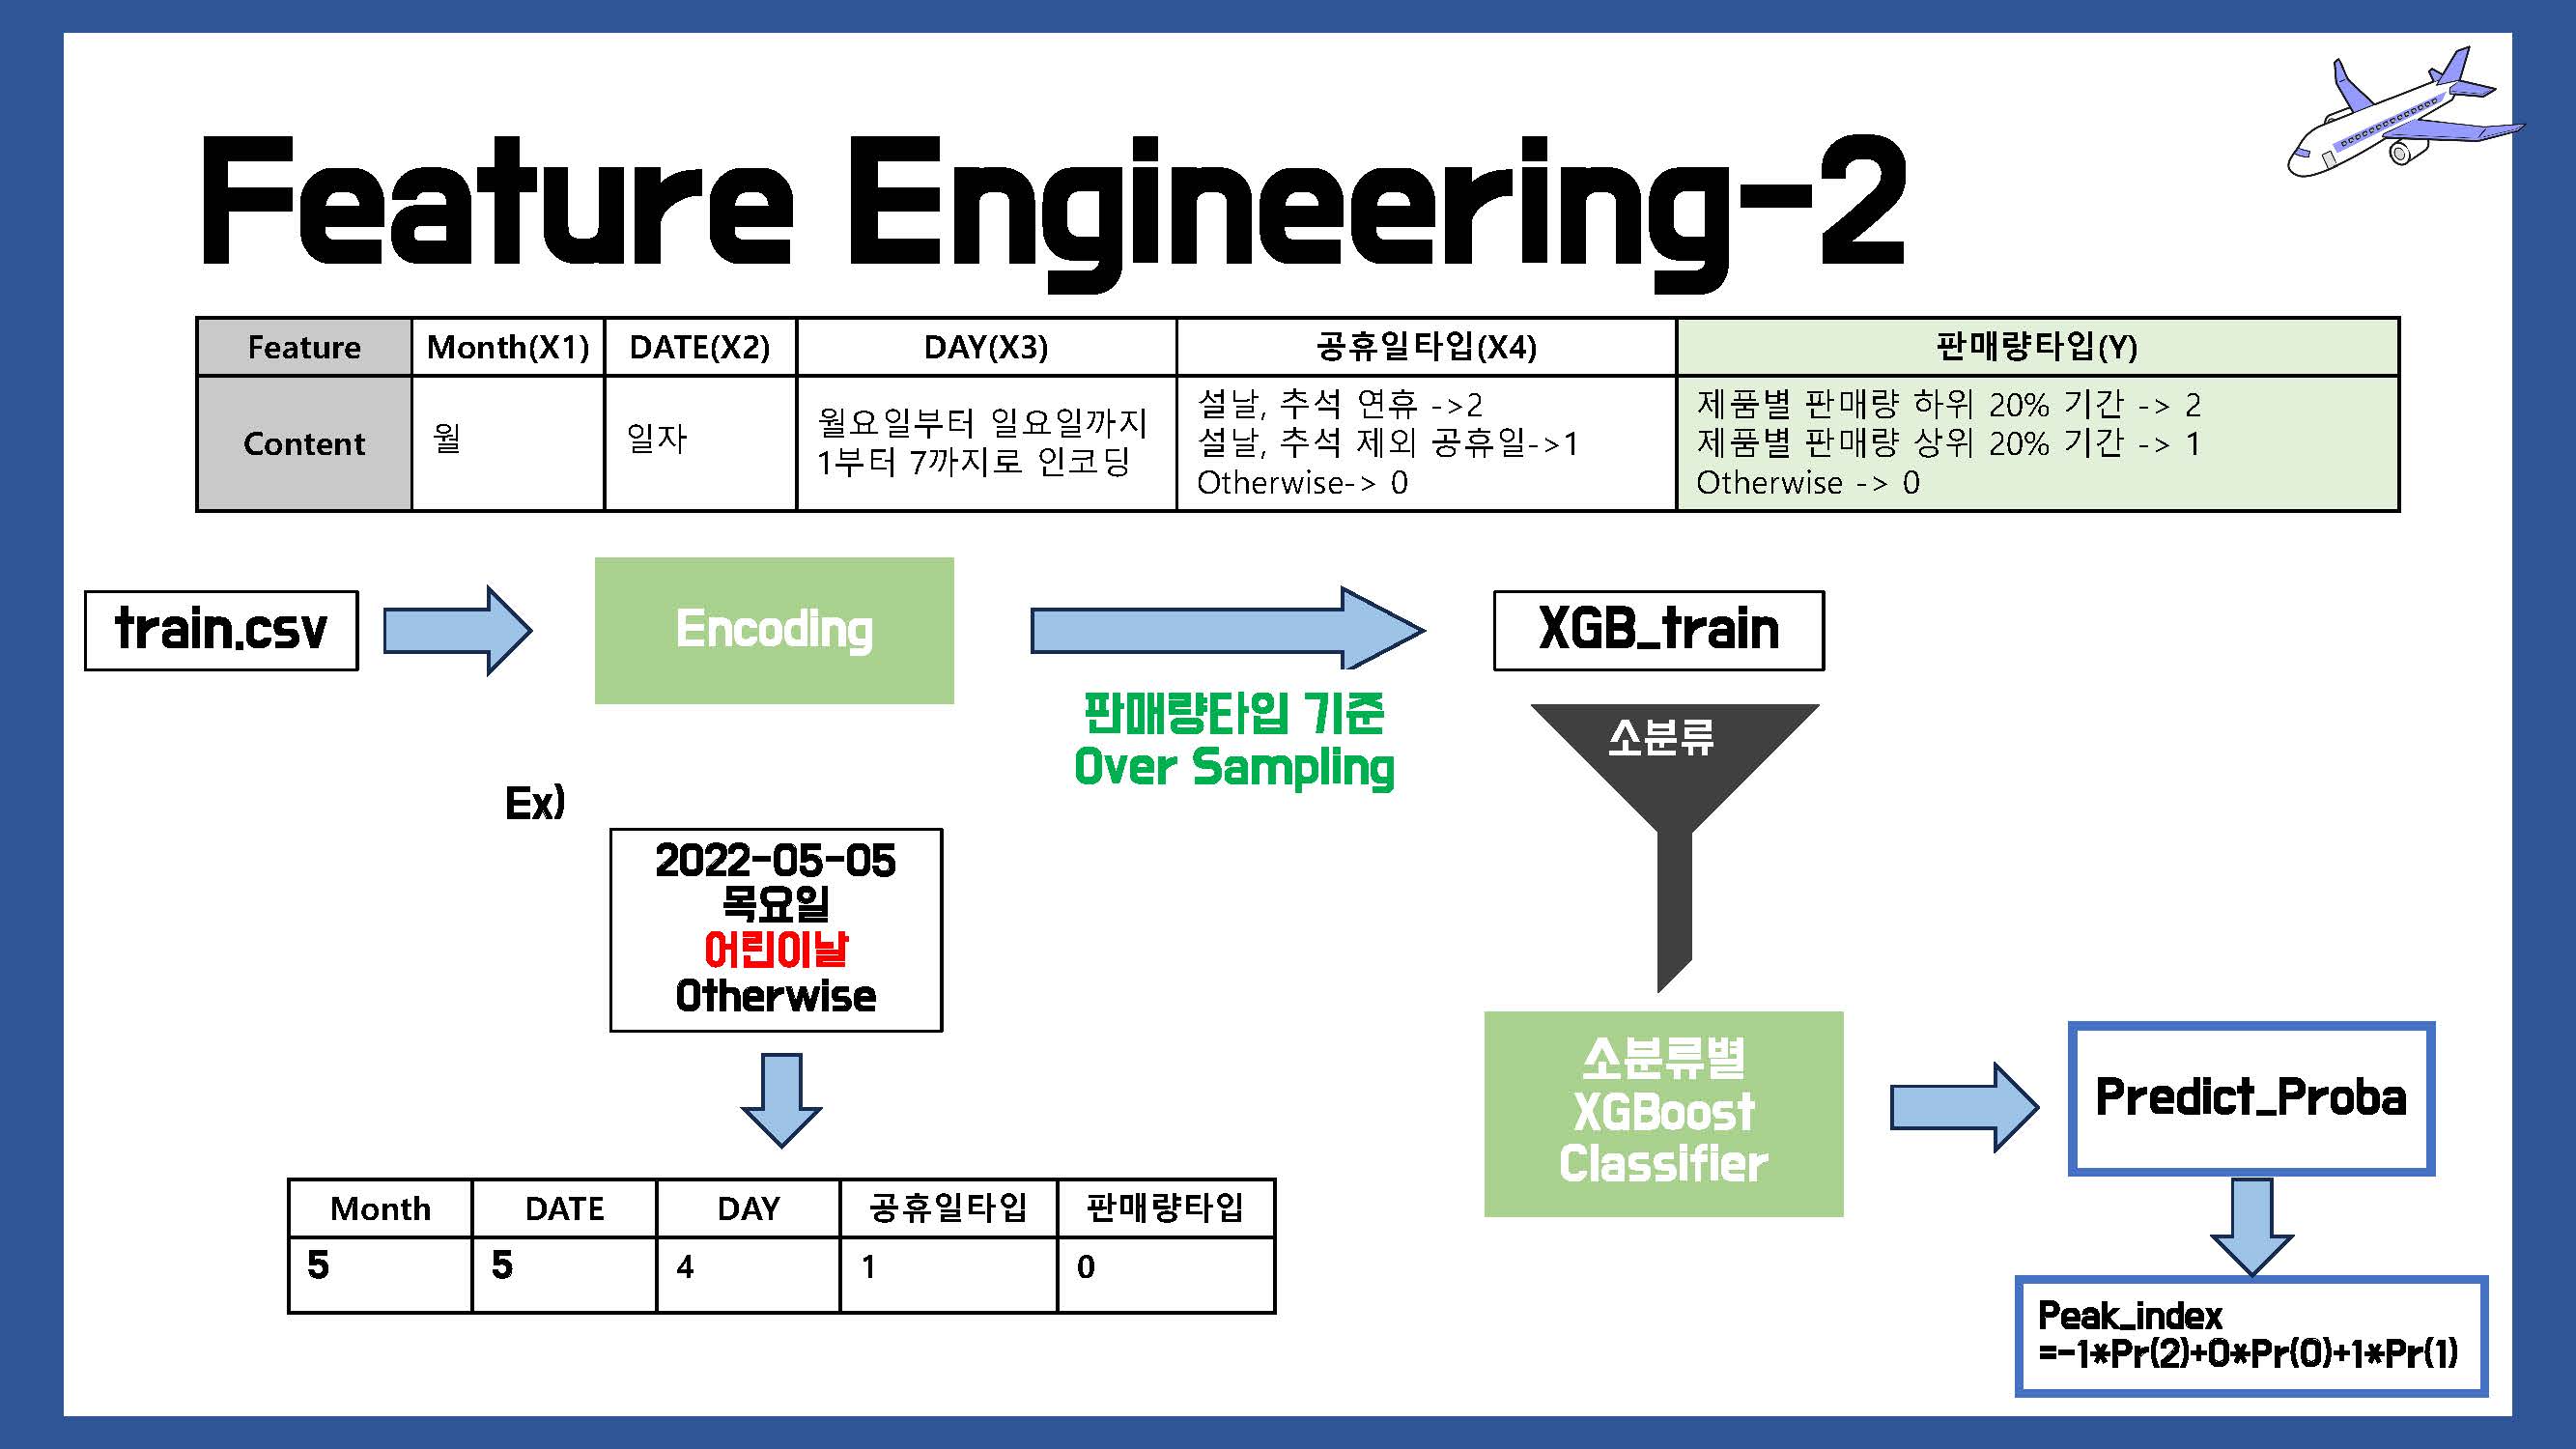 Feature Engineering-2
Feature Month(X1) DATE(X2) DAY(X3) 공휴일타입(X4) 판매량타입(Y)
Content
월
일자
월요일부터 일요일까지
1부터 7까지로 인코딩
설날, 추석 연휴 ->2
설날, 추석 제외 공휴일->1
Otherwise-> 0
제품별 판매량 하위 20% 기간 -> 2
제품별 판매량 상위 20% 기간 -> 1
Otherwise -> 0
train.csv
Encoding
판매량타입 기준
Over Sampling
XGB_train
소분류
Ex)
2022-05-05
목요일
어린이날
Otherwise
Month DATE DAY 공휴일타입 판매량타입
5 5 4 1 0
소분류별
XGBoost
Classifier
Predict_Proba
Peak_index
=-1*Pr(2)+0*Pr(0)+1*Pr(1)